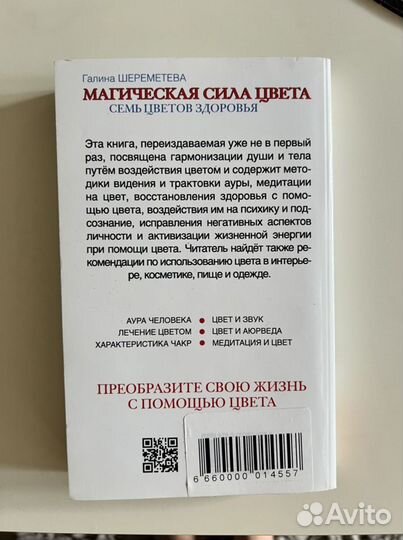 Галина ШЕРЕМЕТЕВА
МАГИЧЕСКАЯ СИЛА ЦВЕТА
СЕМЬ ЦВЕТОВ ЗДОРОВЬЯ
Эта книга, переиздаваемая уже не в первый
раз, посвящена гармонизации души и тела
путём воздействия цветом и содержит мето-
дики видения и трактовки ауры, медитации
на цвет, восстановления здоровья с помо-
щью цвета, воздействия им на психику и под-
сознание, исправления негативных аспектов
личности и активизации жизненной энергии
при помощи цвета. Читатель найдёт также ре-
комендации по использованию цвета в интерье-
ре, косметике, пище и одежде.
АУРА ЧЕЛОВЕКА • ЦВЕТ И ЗВУК
ЛЕЧЕНИЕ ЦВЕТОМ • ЦВЕТ И АЮРВЕДА
ХАРАКТЕРИСТИКА ЧАКР • МЕДИТАЦИЯ И ЦВЕТ
ПРЕОБРАЗИТЕ СВОЮ ЖИЗНЬ
С ПОМОЩЬЮ ЦВЕТА
6 660000 014557
Avito